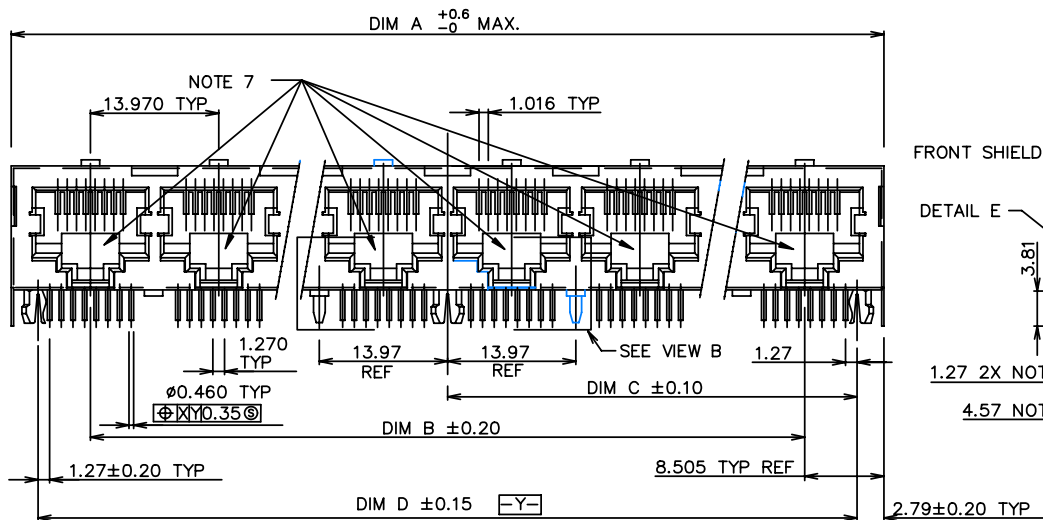 DIM A +0.6 -0 MAX.
NOTE 7
13.970 TYP
1.016 TYP
FRONT SHIELD
DETAIL E
3.81
1.270
TYP
13.97
REF
13.97
REF
SEE VIEW B
1.27
ø0.460 TYP
⌖XY0.35Ⓢ
DIM C ±0.10
1.27 2X NOT
4.57 NOT
DIM B ±0.20
1.27±0.20 TYP
8.505 TYP REF
DIM D ±0.15 -Y-
2.79±0.20 TYP